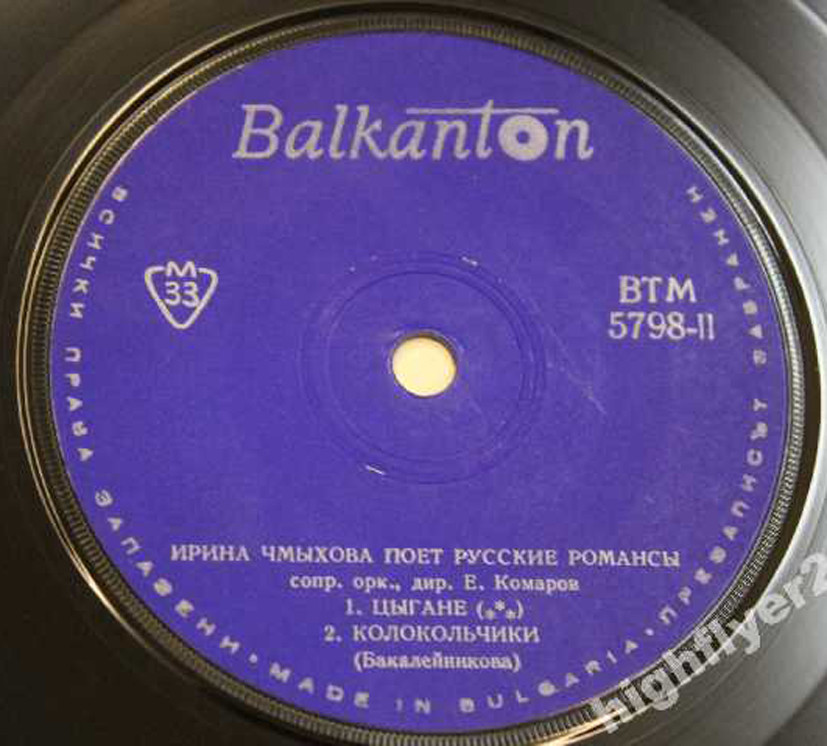 Balkanton
M
33
ВТМ
5798-II
ИРИНА ЧМЫХОВА ПОЕТ РУССКИЕ РОМАНСЫ
сопр. орк., дир. Е. Комаров
1. ЦЫГАНЕ (***)
2. КОЛОКОЛЬЧИКИ
(Бакалейникова)
ВСИЧКИ ПРАВА ЗАПАЗЕНИ • MADE IN BULGARIA • ПРЕЗАПИСЪТ ЗАБРАНЕН
highflyer2